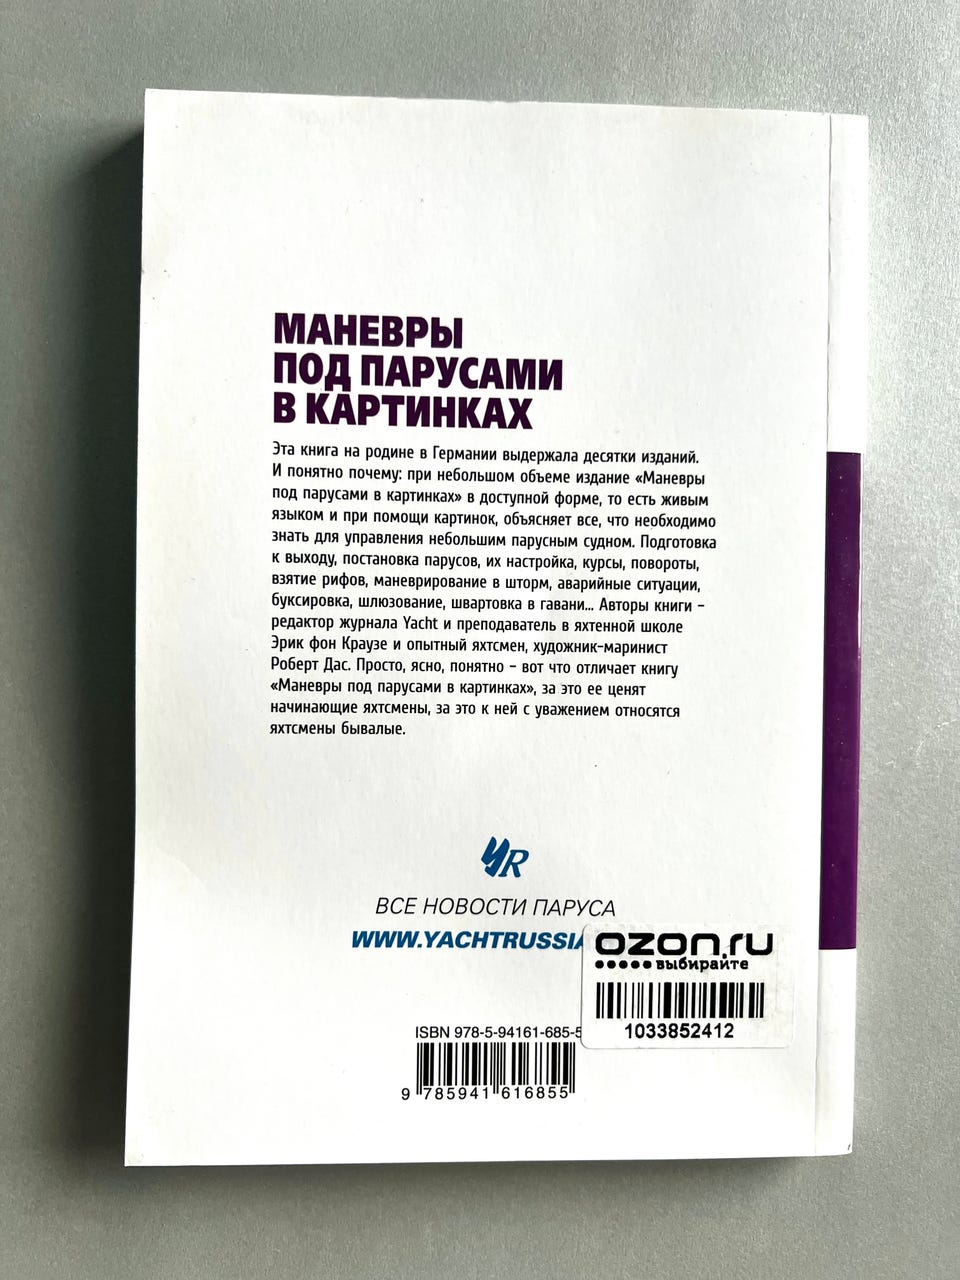 МАНЕВРЫ
ПОД ПАРУСАМИ
В КАРТИНКАХ
Эта книга на родине в Германии выдержала десятки изданий.
И понятно почему: при небольшом объеме издание «Маневры
под парусами в картинках» в доступной форме, то есть живым
языком и при помощи картинок, объясняет все, что необходимо
знать для управления небольшим парусным судном. Подготовка
к выходу, постановка парусов, их настройка, курсы, повороты,
взятие рифов, маневрирование в шторм, аварийные ситуации,
буксировка, шлюзование, швартовка в гавани... Авторы книги –
редактор журнала Yacht и преподаватель в яхтенной школе
Эрик фон Краузе и опытный яхтсмен, художник-маринист
Роберт Дас. Просто, ясно, понятно – вот что отличает книгу
«Маневры под парусами в картинках», за это ее ценят
начинающие яхтсмены, за это к ней с уважением относятся
яхтсмены бывалые.
YR
ВСЕ НОВОСТИ ПАРУСА
WWW.YACHTRUSSIA
ozon.ru
выбирайте
1033852412
ISBN 978-5-94161-685-5
9 785941 616855